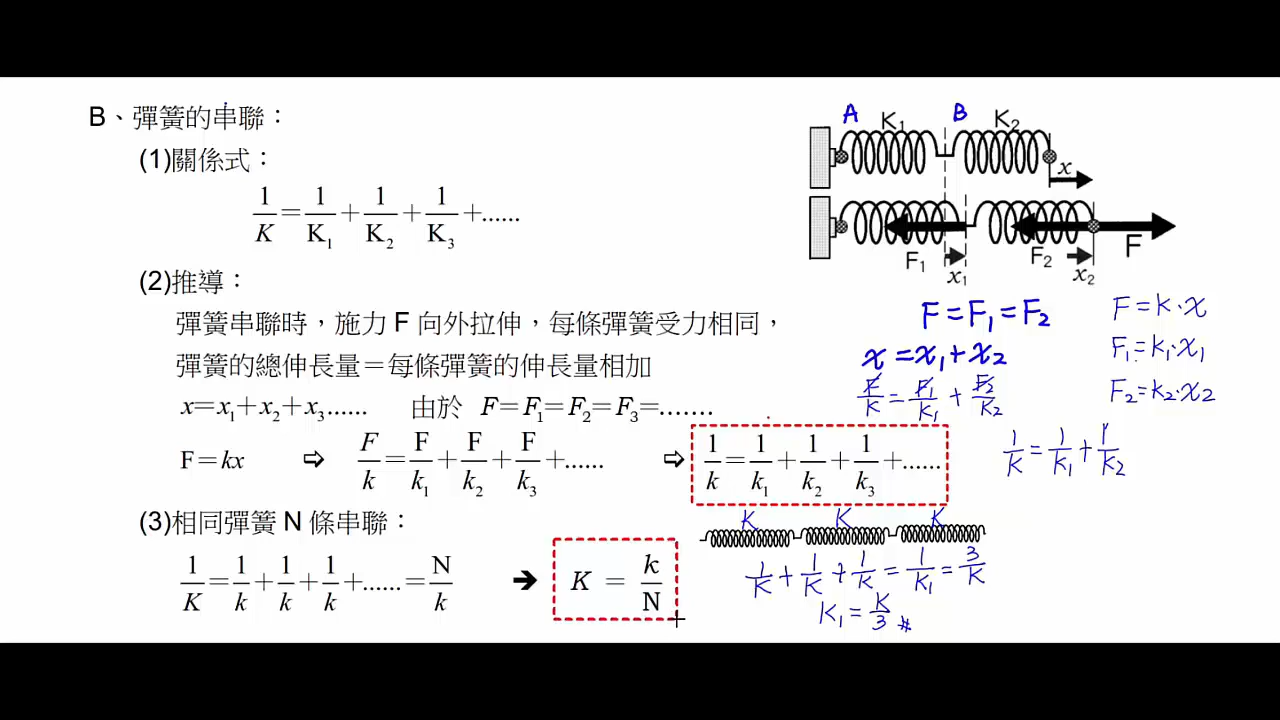 B、彈簧的串聯：
(1)關係式：
1/K = 1/K₁ + 1/K₂ + 1/K₃ + ......
(2)推導：
彈簧串聯時，施力 F 向外拉伸，每條彈簧受力相同，
彈簧的總伸長量＝每條彈簧的伸長量相加
x = x₁ + x₂ + x₃...... 由於 F = F₁ = F₂ = F₃ = .......
F = kx ⇨ F/k = F/k₁ + F/k₂ + F/k₃ + ...... ⇨ 1/k = 1/k₁ + 1/k₂ + 1/k₃ + ......
(3)相同彈簧 N 條串聯：
1/K = 1/k + 1/k + 1/k + ...... = N/k ➔ K = k/N
A K₁ B K₂
x
F₁ x₁ F₂ x₂ F
F = F₁ = F₂
x = x₁ + x₂
F/K = F₁/K₁ + F₂/K₂
F = k·x
F₁ = k₁·x₁
F₂ = k₂·x₂
1/K = 1/K₁ + 1/K₂
K K K
1/K + 1/K + 1/K = 1/K₁ = 3/K
K₁ = K/3 #